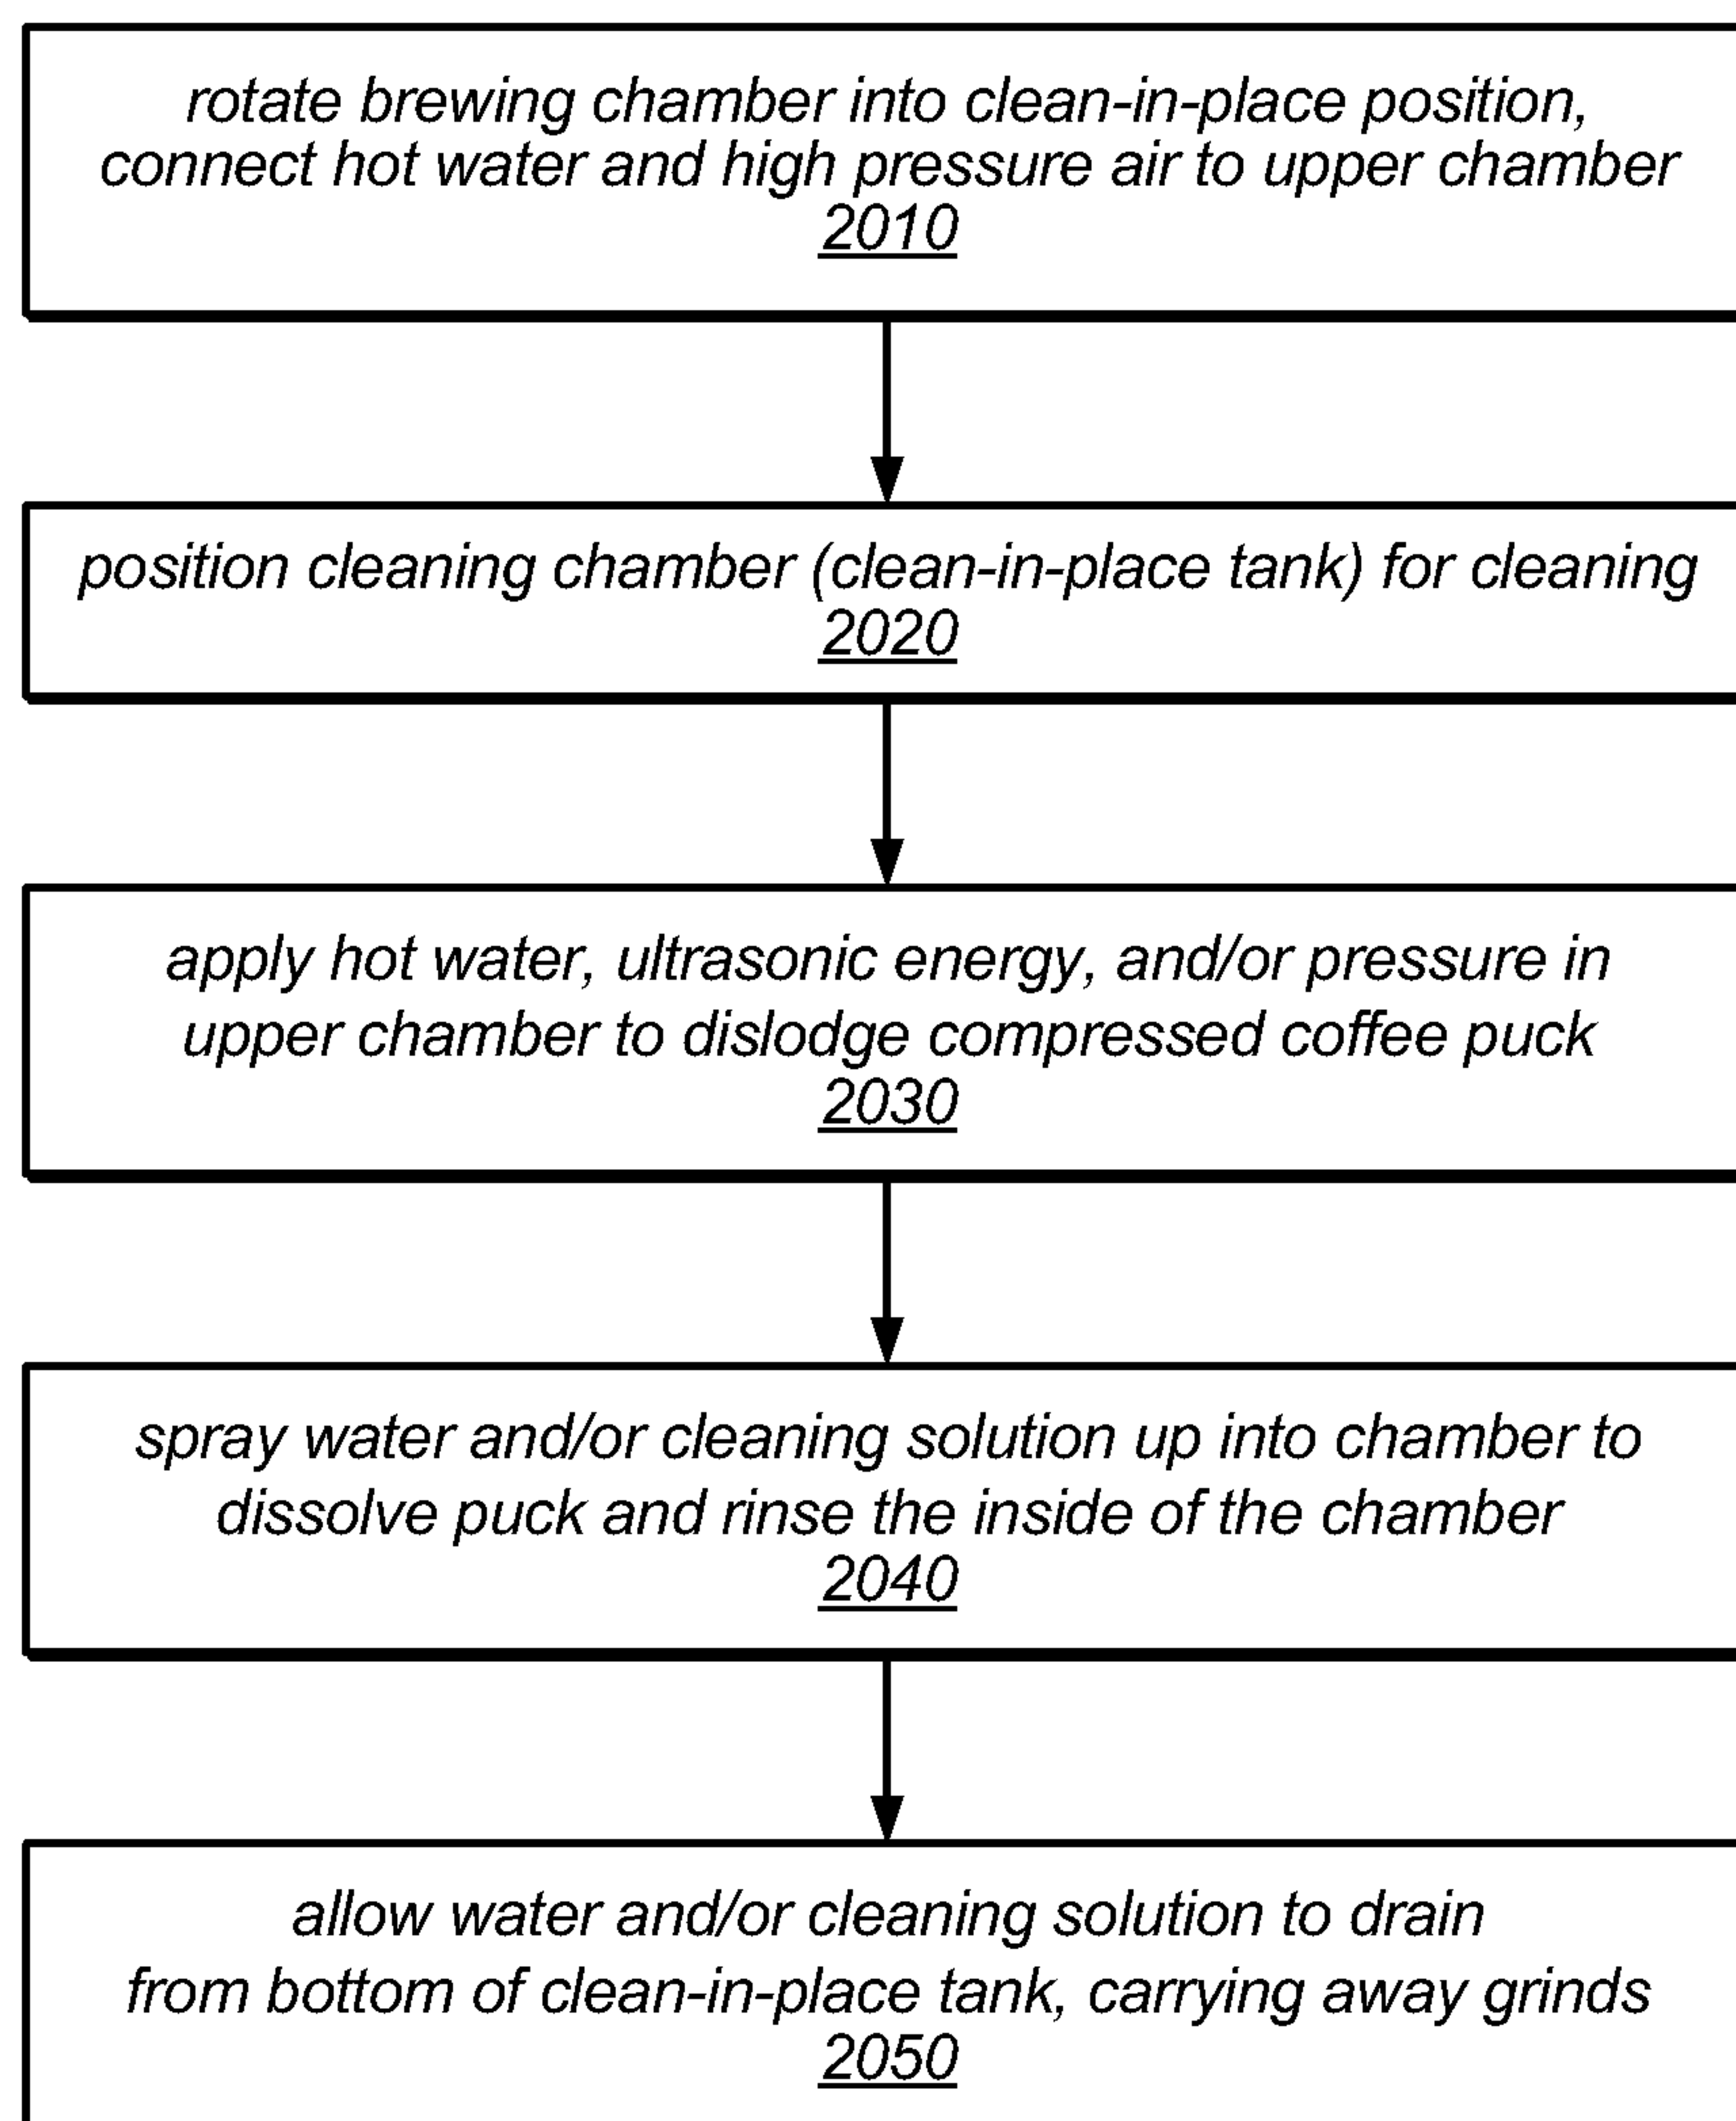 rotate brewing chamber into clean-in-place position,
connect hot water and high pressure air to upper chamber
2010
position cleaning chamber (clean-in-place tank) for cleaning
2020
apply hot water, ultrasonic energy, and/or pressure in
upper chamber to dislodge compressed coffee puck
2030
spray water and/or cleaning solution up into chamber to
dissolve puck and rinse the inside of the chamber
2040
allow water and/or cleaning solution to drain
from bottom of clean-in-place tank, carrying away grinds
2050